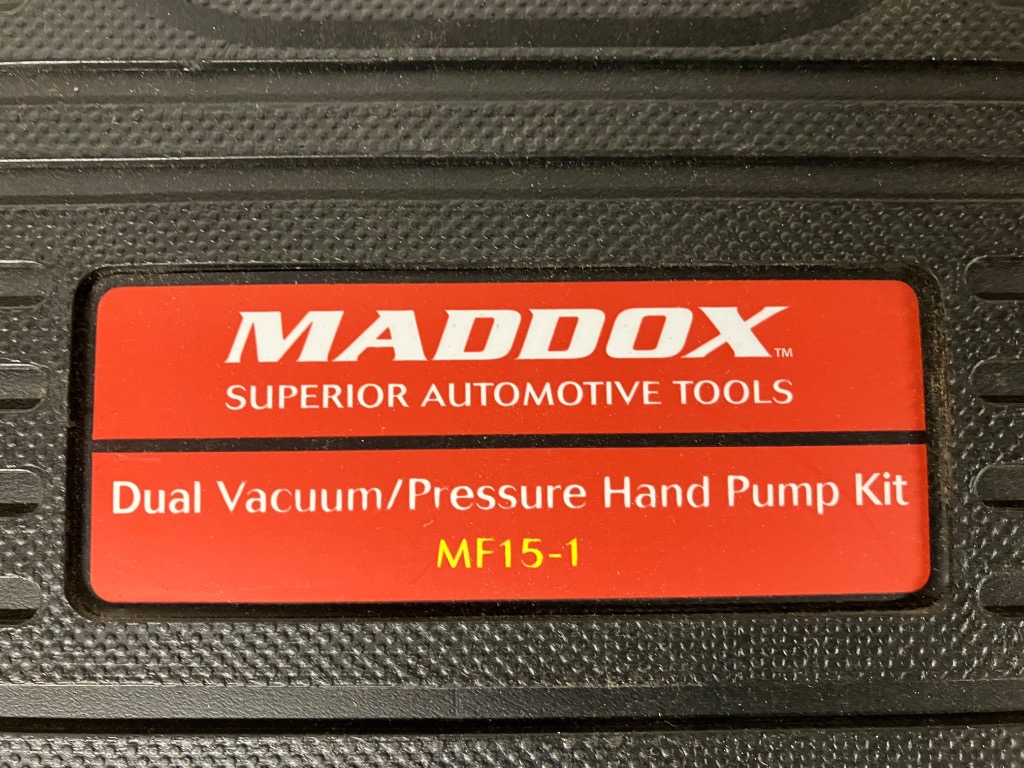 MADDOX™
SUPERIOR AUTOMOTIVE TOOLS
Dual Vacuum/Pressure Hand Pump Kit
MF15-1